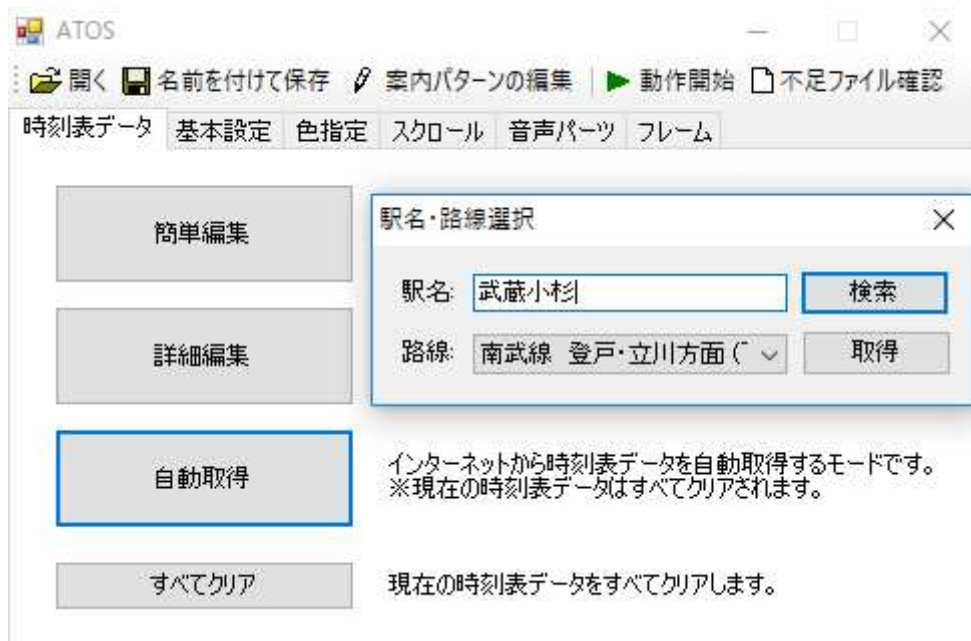 ATOS
開く 名前を付けて保存 案内パターンの編集 動作開始 不足ファイル確認
時刻表データ 基本設定 色指定 スクロール 音声パーツ フレーム
簡単編集
駅名・路線選択
駅名: 武蔵小杉 検索
路線: 南武線 登戸・立川方面 ( 取得
詳細編集
自動取得
インターネットから時刻表データを自動取得するモードです。
※現在の時刻表データはすべてクリアされます。
すべてクリア 現在の時刻表データをすべてクリアします。